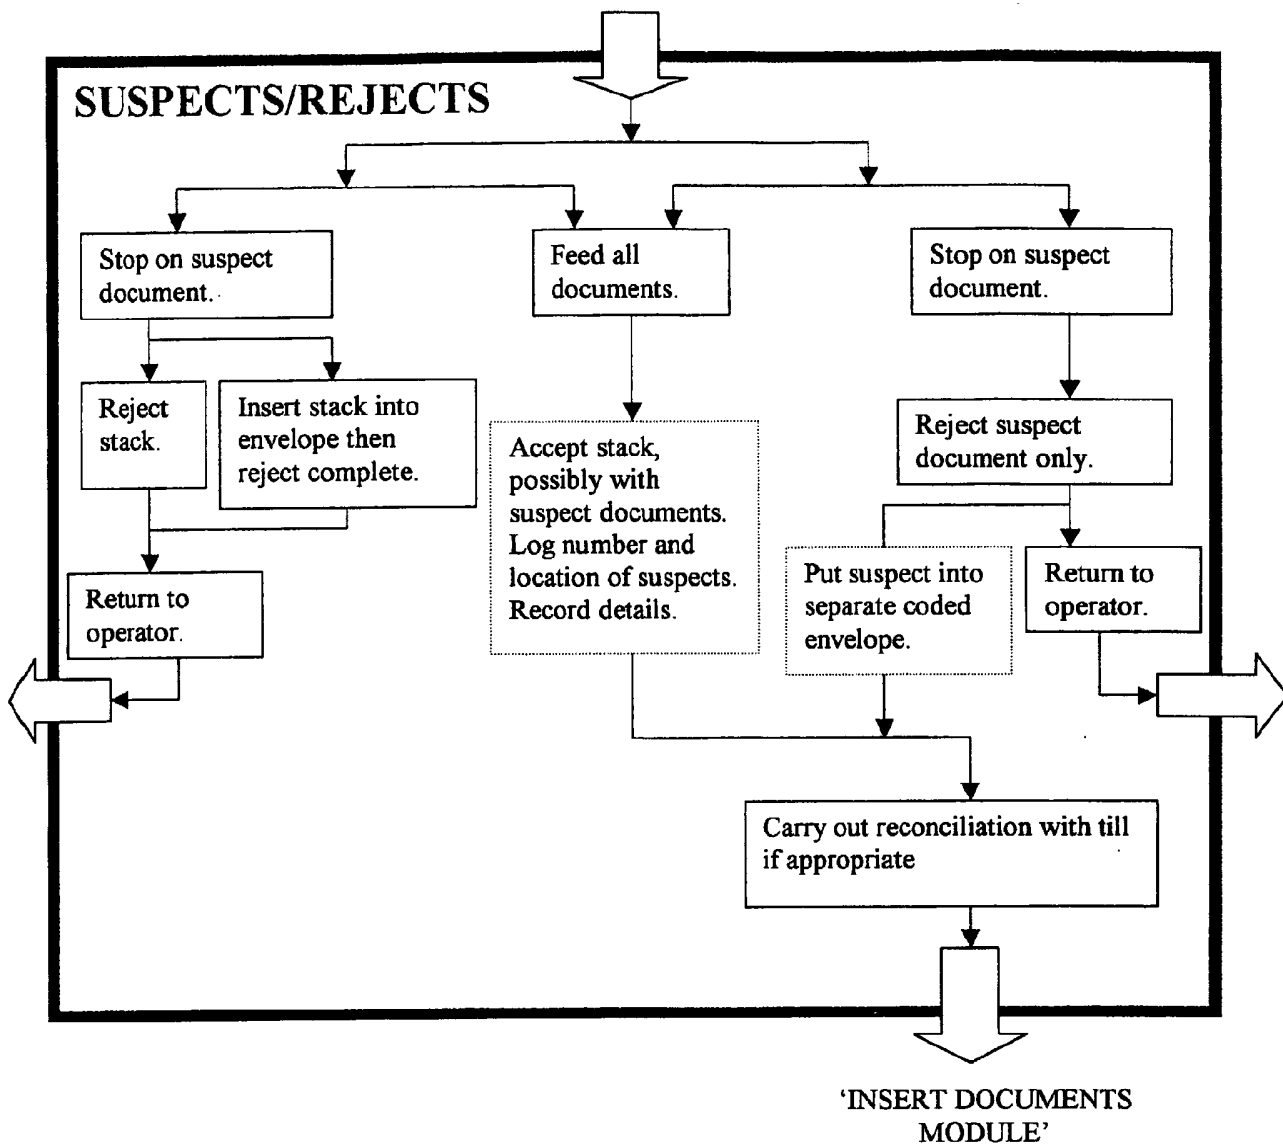 SUSPECTS/REJECTS
Stop on suspect
document.
Feed all
documents.
Stop on suspect
document.
Reject
stack.
Insert stack into
envelope then
reject complete.
Accept stack,
possibly with
suspect documents.
Log number and
location of suspects.
Record details.
Reject suspect
document only.
Return to
operator.
Put suspect into
separate coded
envelope.
Return to
operator.
Carry out reconciliation with till
if appropriate
‘INSERT DOCUMENTS
MODULE’